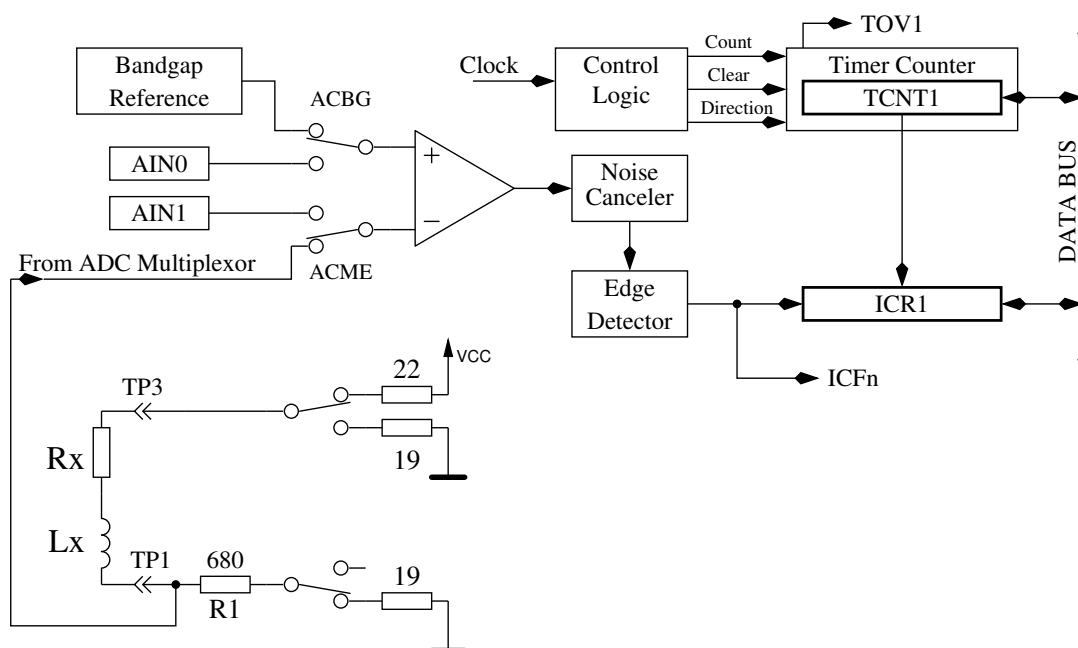 TOV1
Bandgap
Reference
Clock
Control
Logic
Count
Clear
Direction
Timer Counter
TCNT1
ACBG
AIN0
AIN1
+
−
Noise
Canceler
DATA BUS
From ADC Multiplexor
ACME
Edge
Detector
ICR1
ICFn
VCC
22
TP3
19
Rx
Lx
TP1
680
R1
19